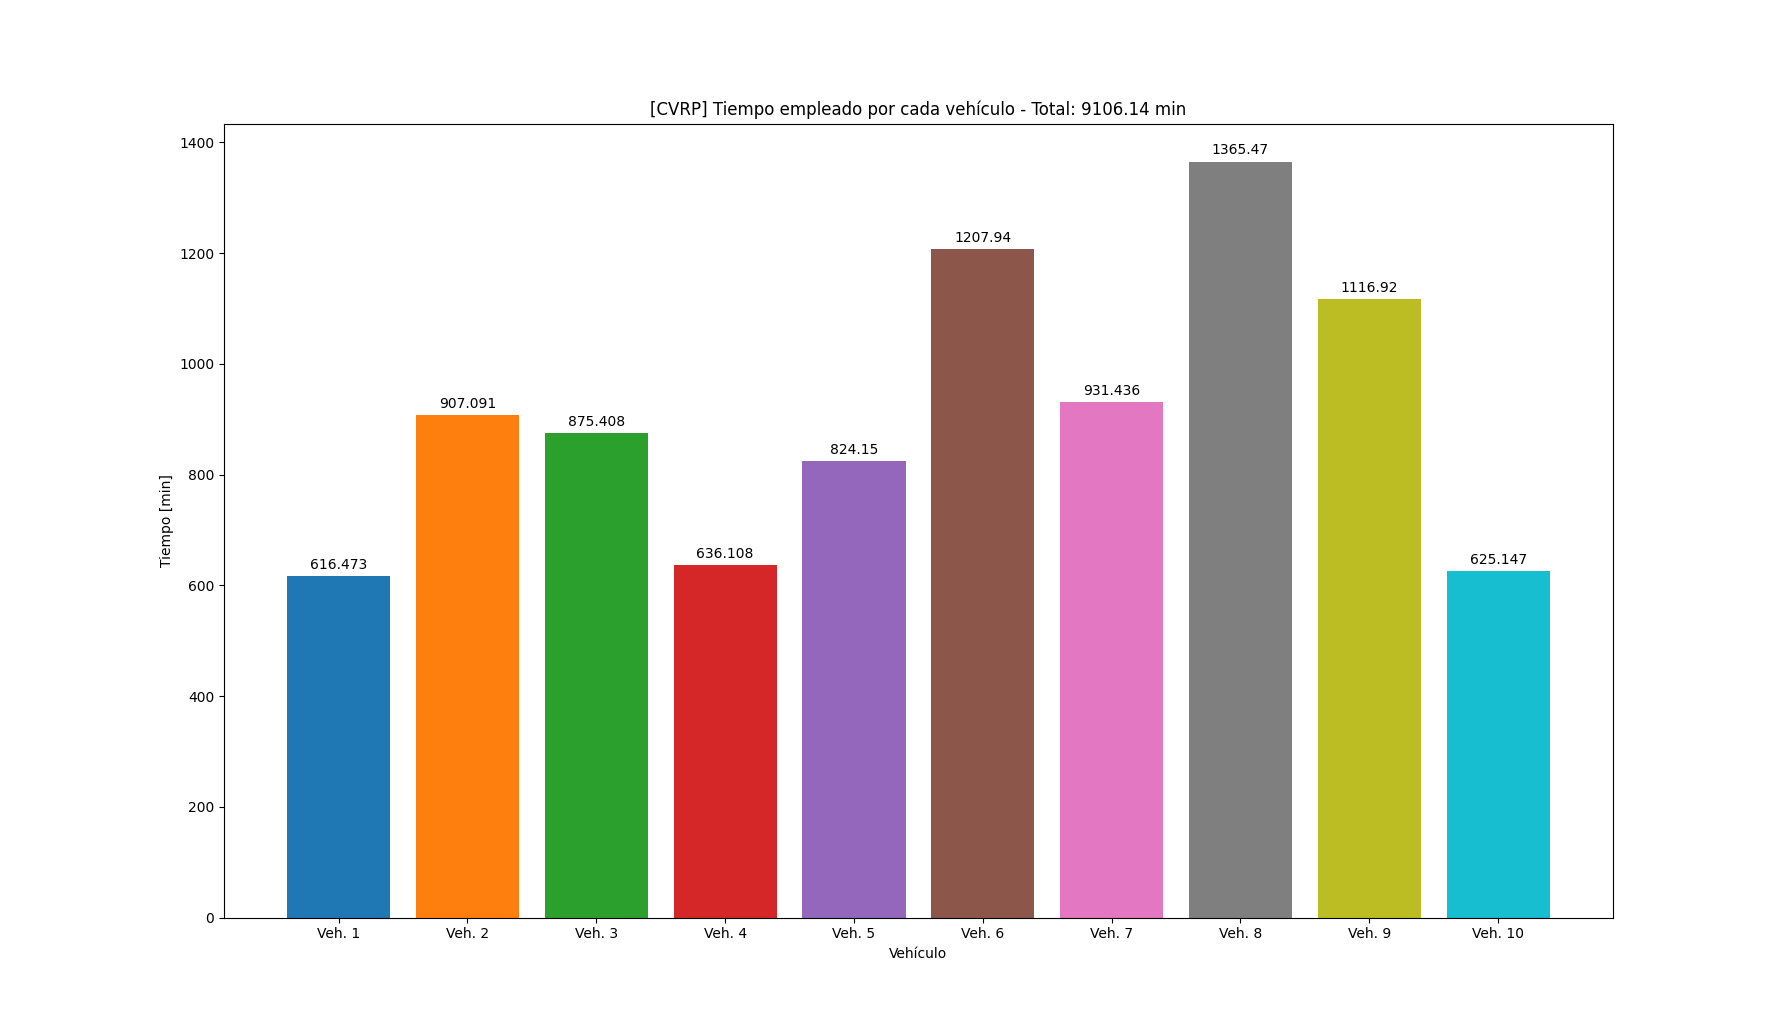 [CVRP] Tiempo empleado por cada vehículo - Total: 9106.14 min
1400
1200
1000
800
600
400
200
0
Tiempo [min]
616.473
907.091
875.408
636.108
824.15
1207.94
931.436
1365.47
1116.92
625.147
Veh. 1
Veh. 2
Veh. 3
Veh. 4
Veh. 5
Veh. 6
Veh. 7
Veh. 8
Veh. 9
Veh. 10
Vehículo